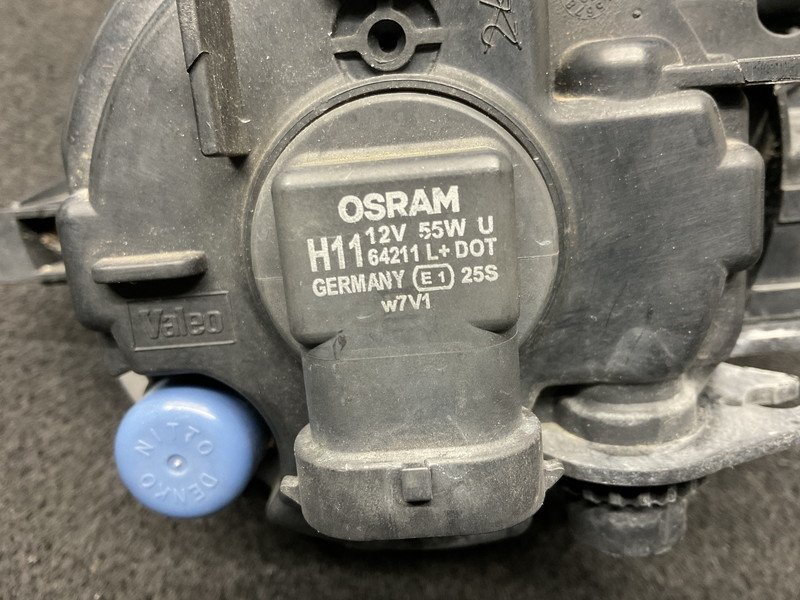 OSRAM
H11 12V 55W U
64211 L+ DOT
GERMANY E1 25S
w7V1
Valeo
NITTO DENKO